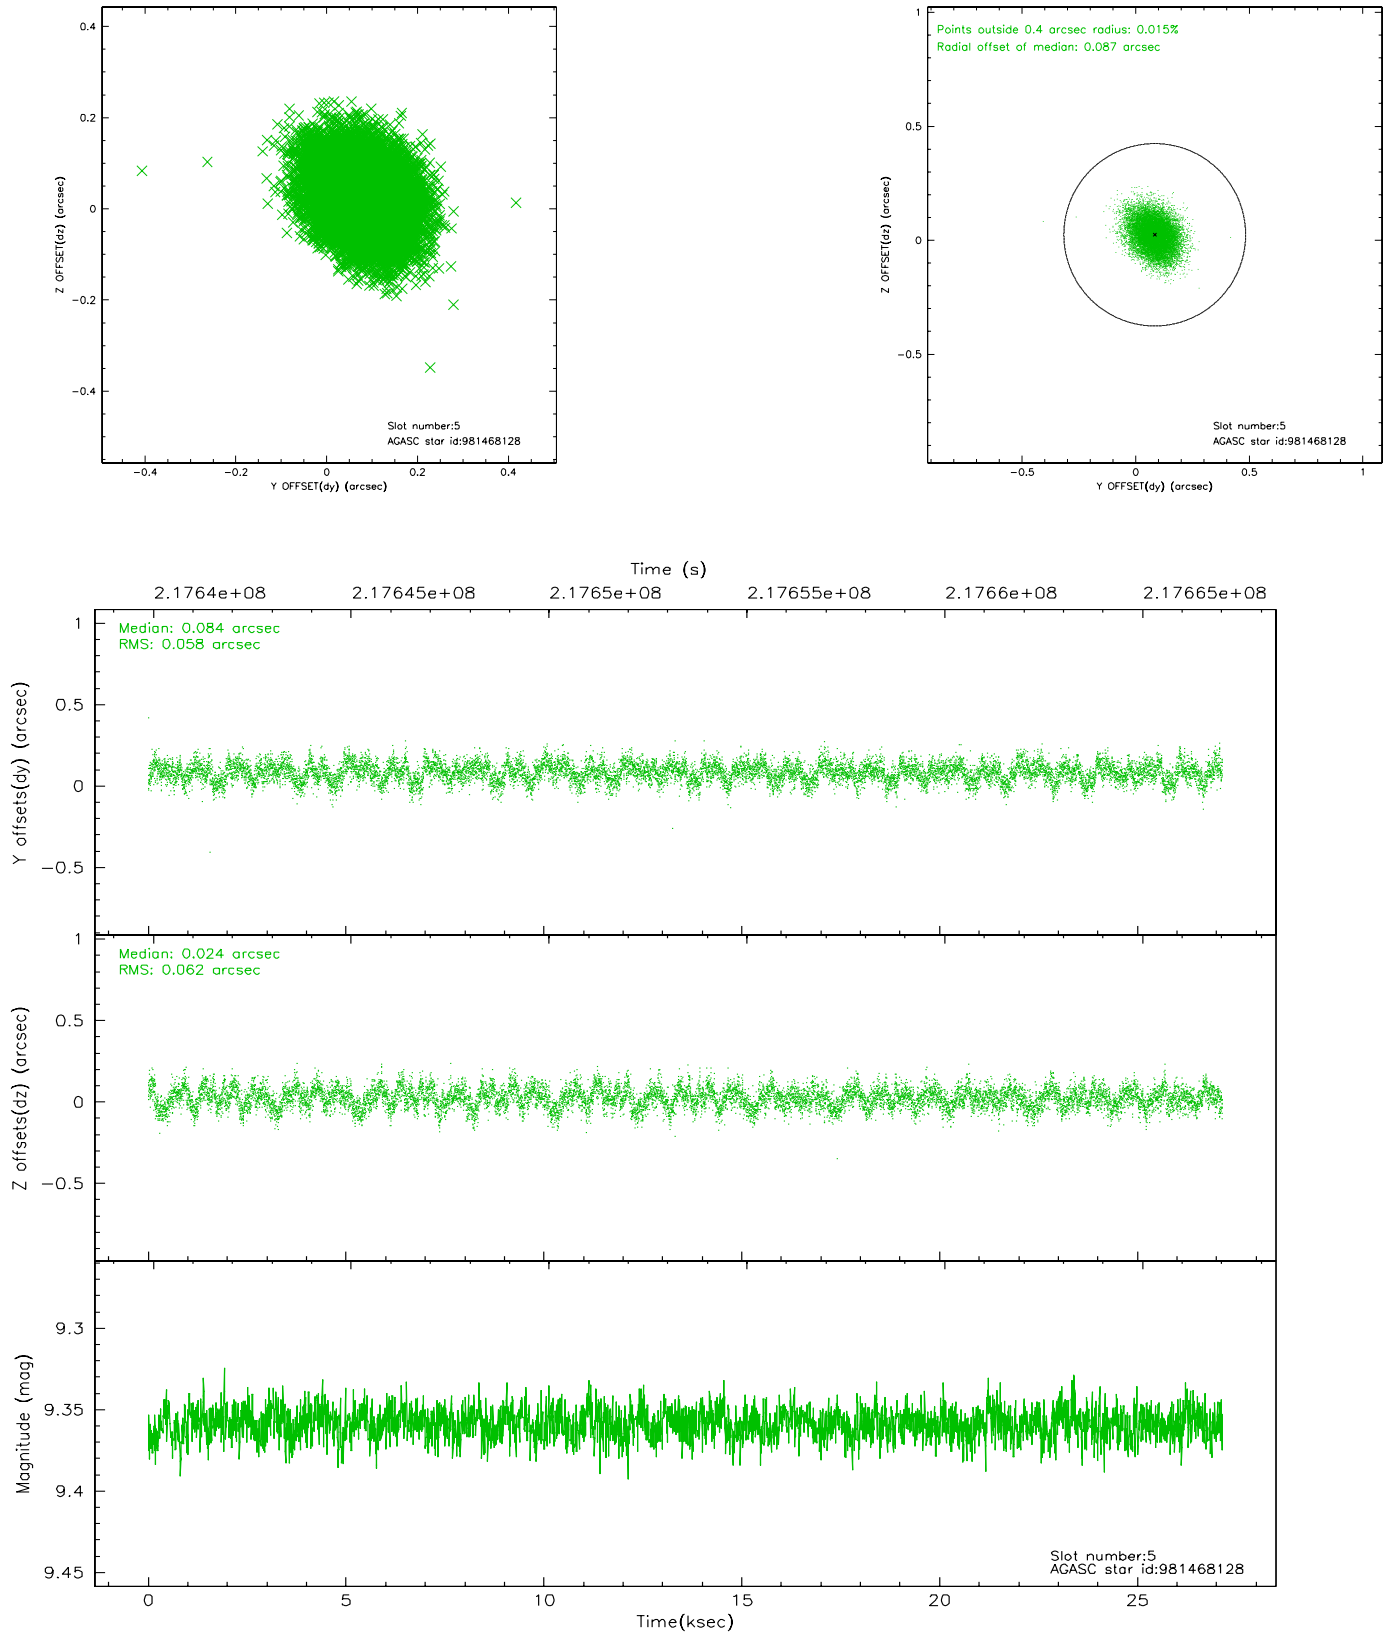 0.4
0.2
0
−0.2
−0.4
Z OFFSET(dz) (arcsec)
Slot number:5
AGASC star id:981468128
−0.4 −0.2 0 0.2 0.4
Y OFFSET(dy) (arcsec)
Points outside 0.4 arcsec radius: 0.015%
Radial offset of median: 0.087 arcsec
1
0.5
0
−0.5
Z OFFSET(dz) (arcsec)
Slot number:5
AGASC star id:981468128
−0.5 0 0.5 1
Y OFFSET(dy) (arcsec)
Time (s)
2.1764e+08 2.17645e+08 2.1765e+08 2.17655e+08 2.1766e+08 2.17665e+08
Median: 0.084 arcsec
RMS: 0.058 arcsec
1
0.5
0
−0.5
Y offsets(dy) (arcsec)
Median: 0.024 arcsec
RMS: 0.062 arcsec
1
0.5
0
−0.5
Z offsets(dz) (arcsec)
9.3
9.35
9.4
9.45
Magnitude (mag)
Slot number:5
AGASC star id:981468128
0 5 10 15 20 25
Time(ksec)